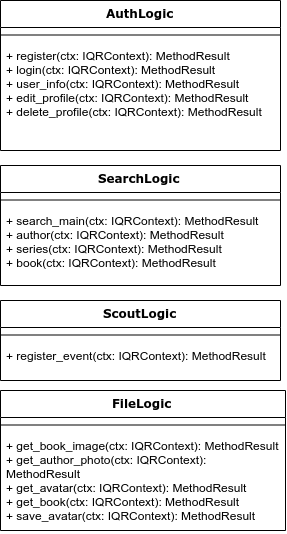 AuthLogic
+ register(ctx: IQRContext): MethodResult
+ login(ctx: IQRContext): MethodResult
+ user_info(ctx: IQRContext): MethodResult
+ edit_profile(ctx: IQRContext): MethodResult
+ delete_profile(ctx: IQRContext): MethodResult
SearchLogic
+ search_main(ctx: IQRContext): MethodResult
+ author(ctx: IQRContext): MethodResult
+ series(ctx: IQRContext): MethodResult
+ book(ctx: IQRContext): MethodResult
ScoutLogic
+ register_event(ctx: IQRContext): MethodResult
FileLogic
+ get_book_image(ctx: IQRContext): MethodResult
+ get_author_photo(ctx: IQRContext):
MethodResult
+ get_avatar(ctx: IQRContext): MethodResult
+ get_book(ctx: IQRContext): MethodResult
+ save_avatar(ctx: IQRContext): MethodResult